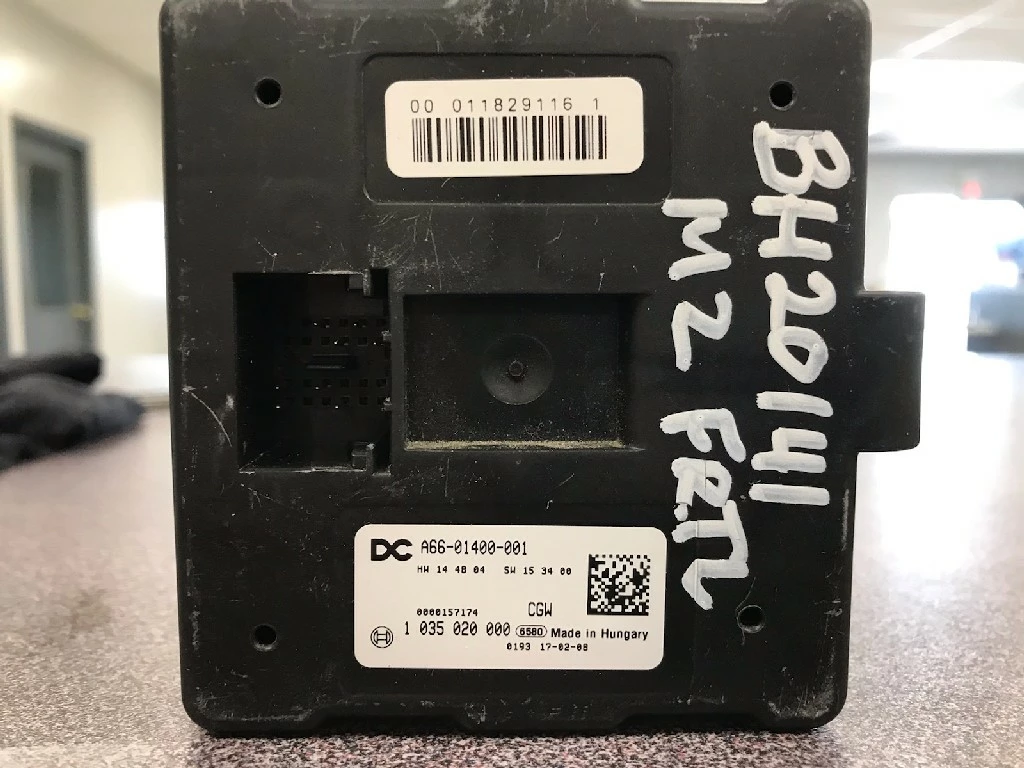 00 011829116 1
BH20141
M2 FRTL
DC A66-01400-001
HW 14 48 04 SW 15 34 00
0000157174 CGW
1 035 020 000 6580 Made in Hungary
0193 17-02-08